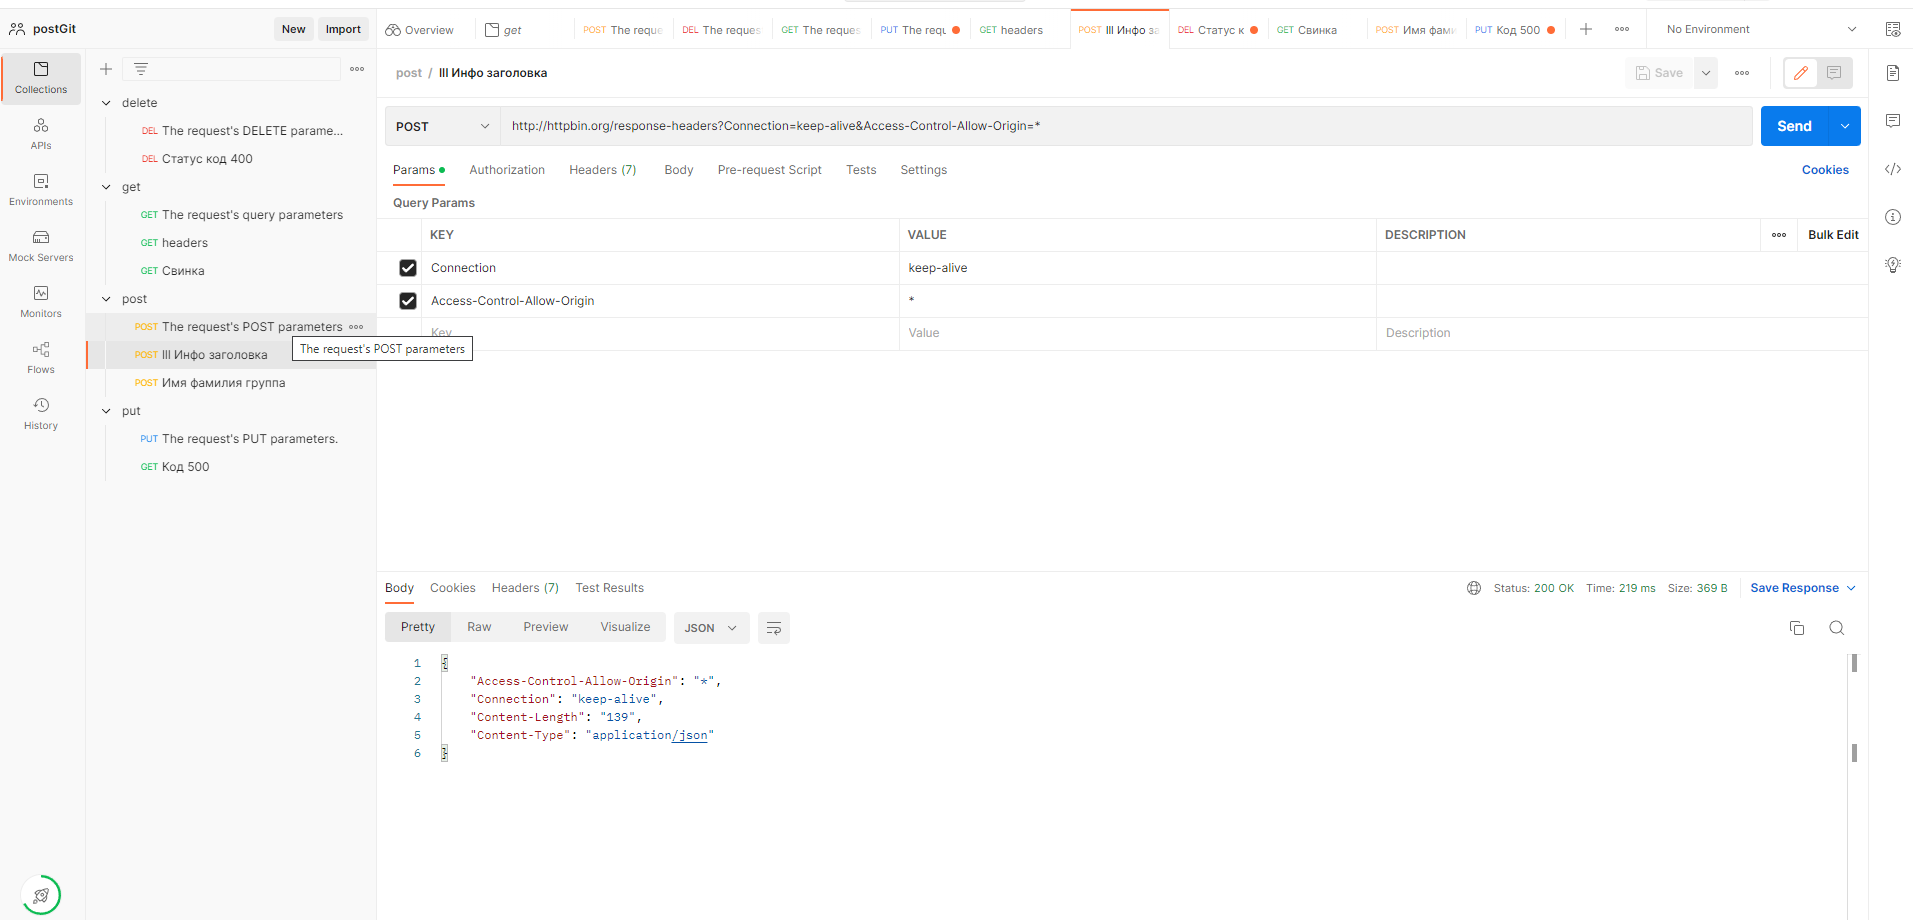 postGit
New
Import
Overview
get
POST The reque
DEL The reques
GET The reques
PUT The requ
GET headers
POST III Инфо за
DEL Статус к
GET Свинка
POST Имя фами
PUT Код 500
No Environment
Collections
APIs
Environments
Mock Servers
Monitors
Flows
History
delete
DEL The request's DELETE parame...
DEL Статус код 400
get
GET The request's query parameters
GET headers
GET Свинка
post
POST The request's POST parameters
POST III Инфо заголовка
The request's POST parameters
POST Имя фамилия группа
put
PUT The request's PUT parameters.
GET Код 500
post / III Инфо заголовка
Save
POST
http://httpbin.org/response-headers?Connection=keep-alive&Access-Control-Allow-Origin=*
Send
Params Authorization Headers (7) Body Pre-request Script Tests Settings
Cookies
Query Params
KEY VALUE DESCRIPTION
Bulk Edit
Connection keep-alive
Access-Control-Allow-Origin *
Key Value Description
Body Cookies Headers (7) Test Results
Status: 200 OK Time: 219 ms Size: 369 B
Save Response
Pretty Raw Preview Visualize JSON
1 {
2 "Access-Control-Allow-Origin": "*",
3 "Connection": "keep-alive",
4 "Content-Length": "139",
5 "Content-Type": "application/json"
6 }